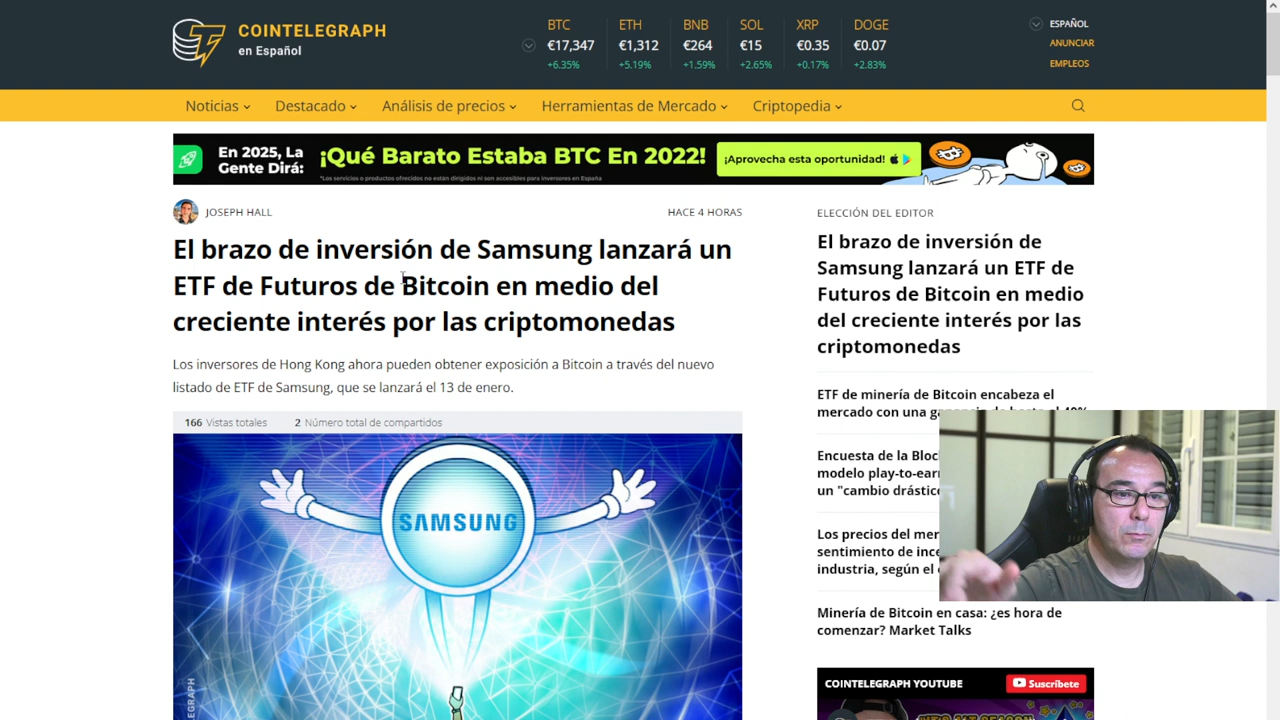 COINTELEGRAPH
en Español
BTC
€17,347
+6.35%
ETH
€1,312
+5.19%
BNB
€264
+1.59%
SOL
€15
+2.65%
XRP
€0.35
+0.17%
DOGE
€0.07
+2.83%
ESPAÑOL
ANUNCIAR
EMPLEOS
Noticias
Destacado
Análisis de precios
Herramientas de Mercado
Criptopedia
En 2025, La
Gente Dirá:
¡Qué Barato Estaba BTC En 2022!
*Los servicios o productos ofrecidos no están dirigidos ni son accesibles para inversores en España
¡Aprovecha esta oportunidad!
JOSEPH HALL
HACE 4 HORAS
El brazo de inversión de Samsung lanzará un
ETF de Futuros de Bitcoin en medio del
creciente interés por las criptomonedas
Los inversores de Hong Kong ahora pueden obtener exposición a Bitcoin a través del nuevo
listado de ETF de Samsung, que se lanzará el 13 de enero.
166 Vistas totales
2 Número total de compartidos
SAMSUNG
ELECCIÓN DEL EDITOR
El brazo de inversión de
Samsung lanzará un ETF de
Futuros de Bitcoin en medio
del creciente interés por las
criptomonedas
ETF de minería de Bitcoin encabeza el
mercado con una
Encuesta de la
modelo
un "cambio
Los precios del
sentimiento de
industria, según el
Minería de Bitcoin en casa: ¿es hora de
comenzar? Market Talks
COINTELEGRAPH YOUTUBE
Suscríbete